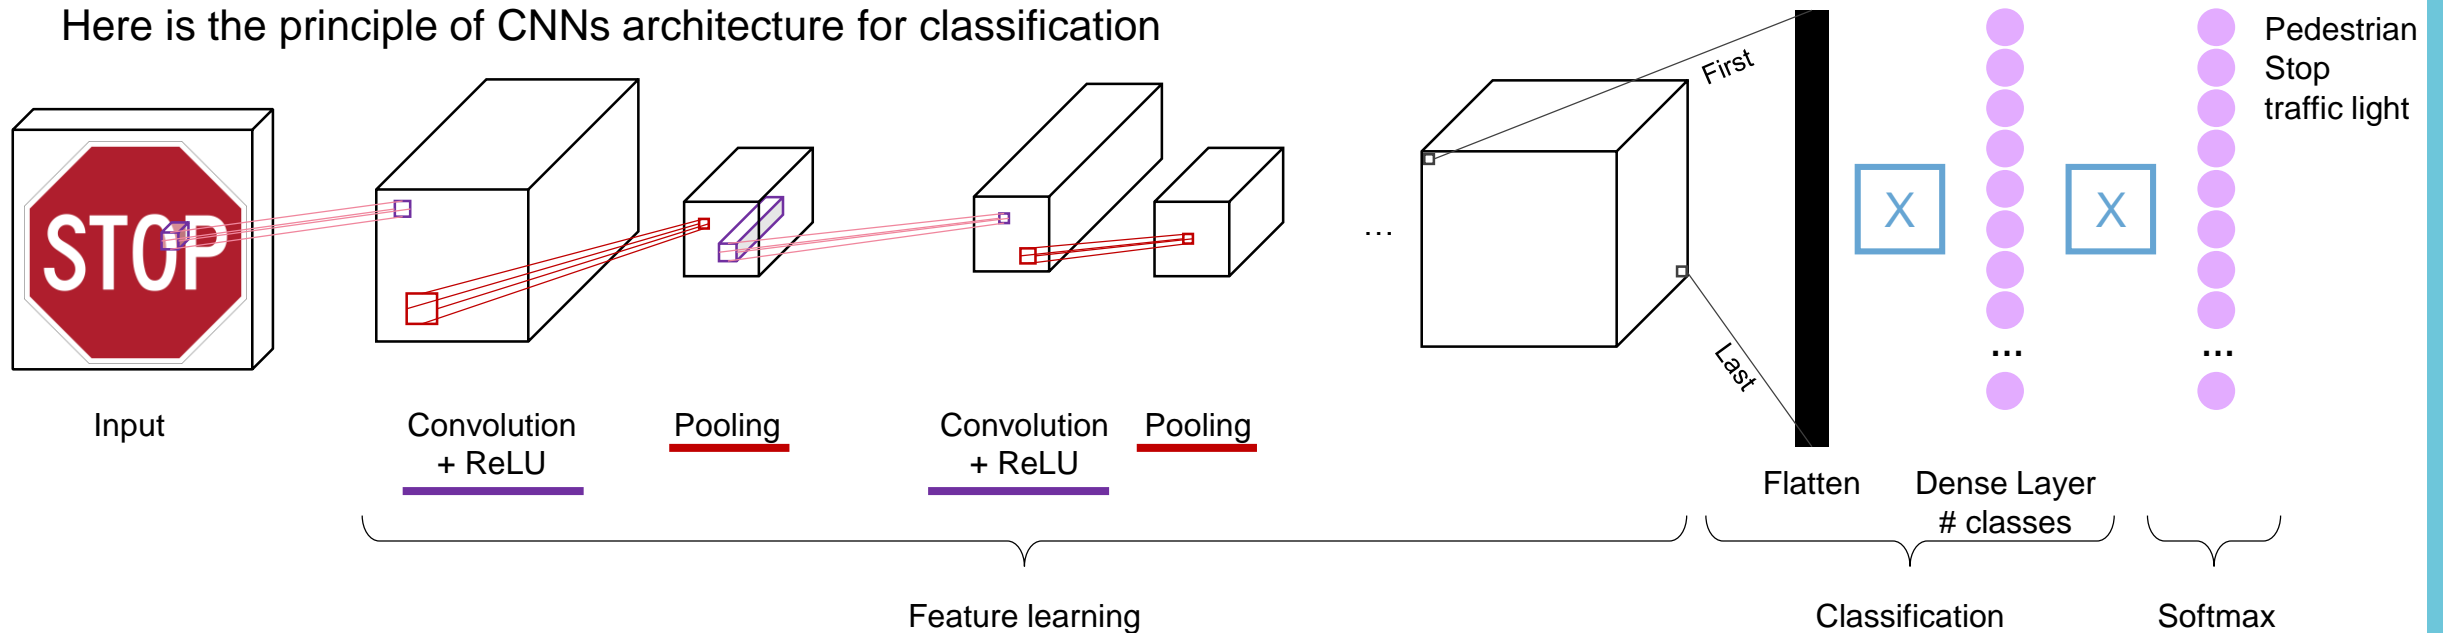 Here is the principle of CNNs architecture for classification
Pedestrian
Stop
traffic light
First
STOP
X
X
...
Last
...
...
Input
Convolution
+ ReLU
Pooling
Convolution
+ ReLU
Pooling
Flatten
Dense Layer
# classes
Feature learning
Classification
Softmax